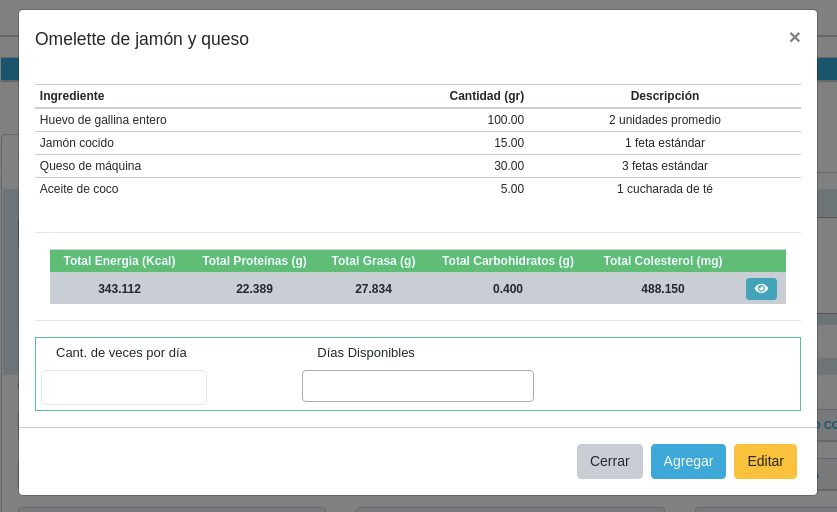 Omelette de jamón y queso
×
Ingrediente Cantidad (gr) Descripción
Huevo de gallina entero 100.00 2 unidades promedio
Jamón cocido 15.00 1 feta estándar
Queso de máquina 30.00 3 fetas estándar
Aceite de coco 5.00 1 cucharada de té
Total Energia (Kcal) Total Proteínas (g) Total Grasa (g) Total Carbohidratos (g) Total Colesterol (mg)
343.112 22.389 27.834 0.400 488.150
Cant. de veces por día Días Disponibles
Cerrar Agregar Editar